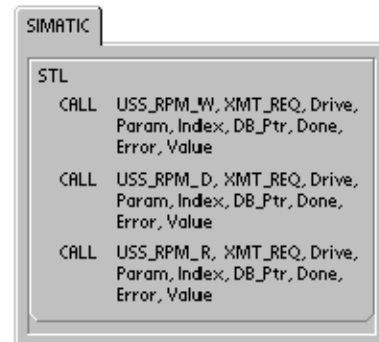 SIMATIC
STL
CALL USS_RPM_W, XMT_REQ, Drive,
Param, Index, DB_Ptr, Done,
Error, Value
CALL USS_RPM_D, XMT_REQ, Drive,
Param, Index, DB_Ptr, Done,
Error, Value
CALL USS_RPM_R, XMT_REQ, Drive,
Param, Index, DB_Ptr, Done,
Error, Value